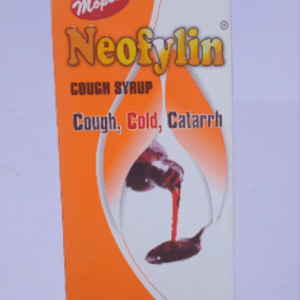 Neofylin®
COUGH SYRUP
Cough, Cold, Catarrh